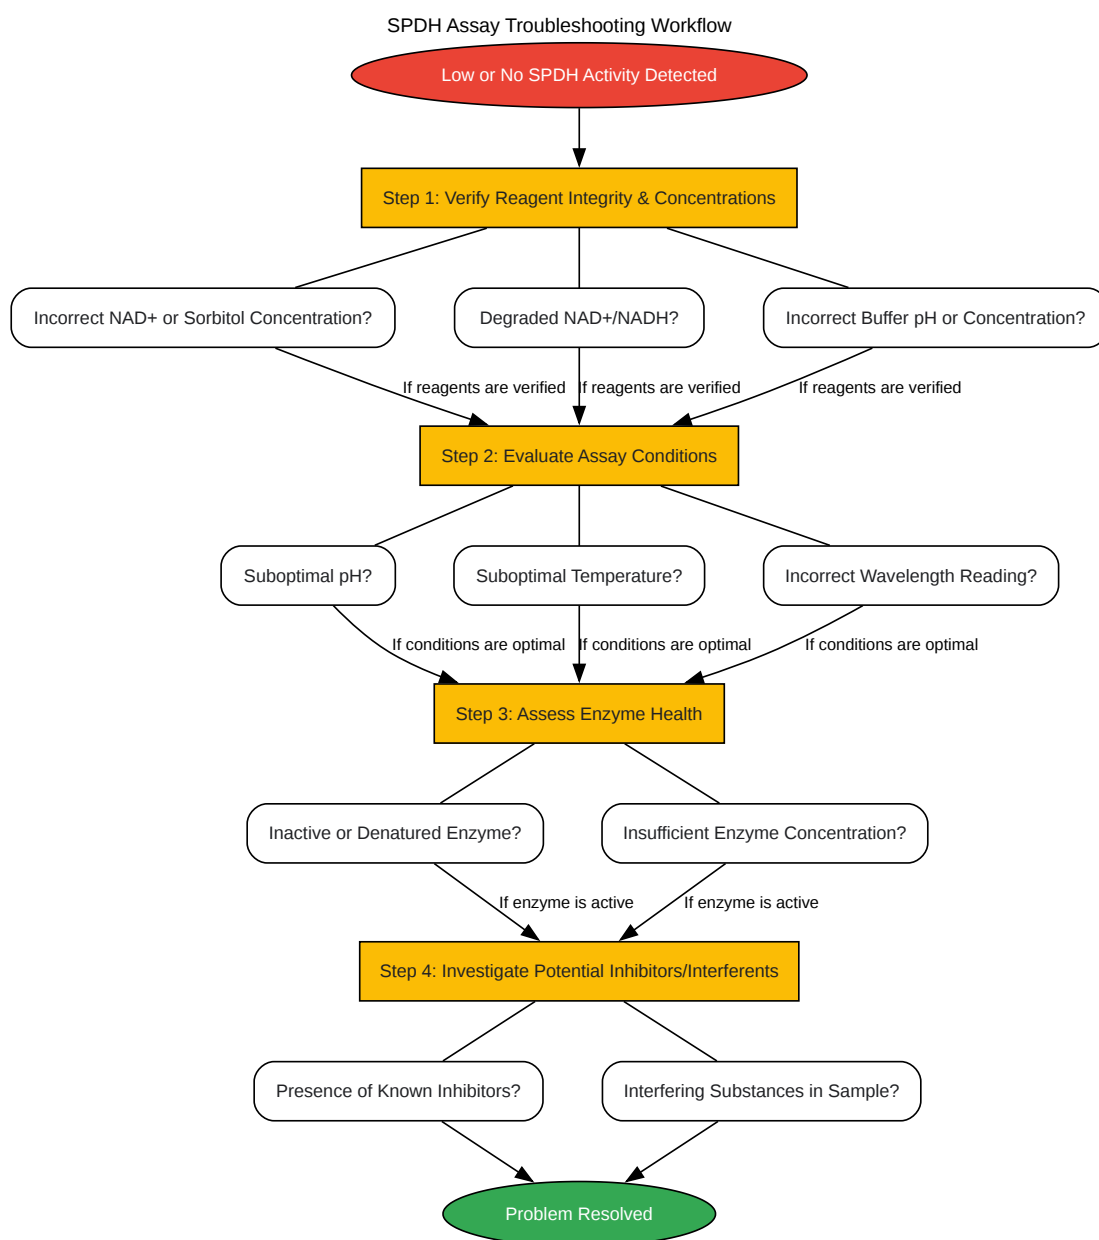 SPDH Assay Troubleshooting Workflow
Low or No SPDH Activity Detected
Step 1: Verify Reagent Integrity & Concentrations
Incorrect NAD+ or Sorbitol Concentration?
Degraded NAD+/NADH?
Incorrect Buffer pH or Concentration?
If reagents are verified
If reagents are verified
If reagents are verified
Step 2: Evaluate Assay Conditions
Suboptimal pH?
Suboptimal Temperature?
Incorrect Wavelength Reading?
If conditions are optimal
If conditions are optimal
If conditions are optimal
Step 3: Assess Enzyme Health
Inactive or Denatured Enzyme?
Insufficient Enzyme Concentration?
If enzyme is active
If enzyme is active
Step 4: Investigate Potential Inhibitors/Interferents
Presence of Known Inhibitors?
Interfering Substances in Sample?
Problem Resolved